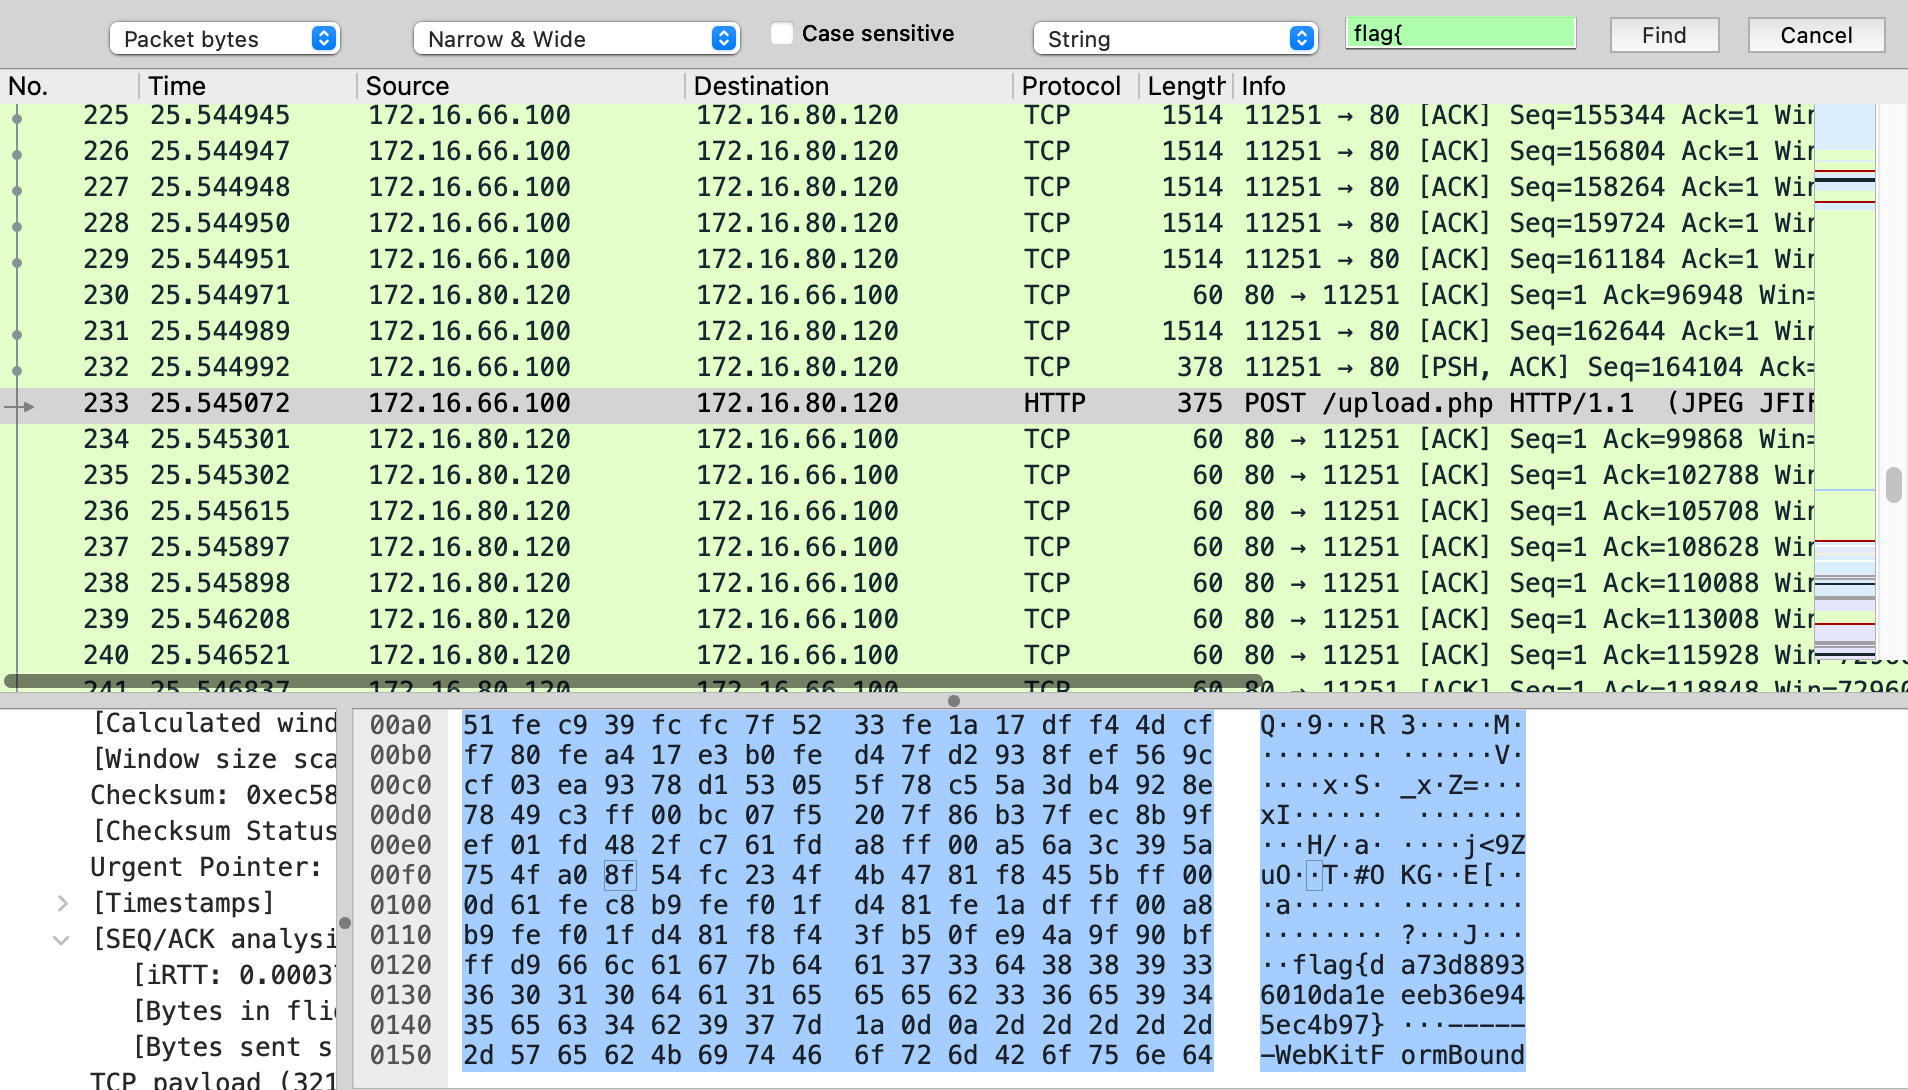 Packet bytes Narrow & Wide Case sensitive String flag{ Find Cancel
No. Time Source Destination Protocol Length Info
225 25.544945 172.16.66.100 172.16.80.120 TCP 1514 11251 → 80 [ACK] Seq=155344 Ack=1 Win
226 25.544947 172.16.66.100 172.16.80.120 TCP 1514 11251 → 80 [ACK] Seq=156804 Ack=1 Win
227 25.544948 172.16.66.100 172.16.80.120 TCP 1514 11251 → 80 [ACK] Seq=158264 Ack=1 Win
228 25.544950 172.16.66.100 172.16.80.120 TCP 1514 11251 → 80 [ACK] Seq=159724 Ack=1 Win
229 25.544951 172.16.66.100 172.16.80.120 TCP 1514 11251 → 80 [ACK] Seq=161184 Ack=1 Win
230 25.544971 172.16.80.120 172.16.66.100 TCP 60 80 → 11251 [ACK] Seq=1 Ack=96948 Win=
231 25.544989 172.16.66.100 172.16.80.120 TCP 1514 11251 → 80 [ACK] Seq=162644 Ack=1 Win
232 25.544992 172.16.66.100 172.16.80.120 TCP 378 11251 → 80 [PSH, ACK] Seq=164104 Ack=
233 25.545072 172.16.66.100 172.16.80.120 HTTP 375 POST /upload.php HTTP/1.1 (JPEG JFIF
234 25.545301 172.16.80.120 172.16.66.100 TCP 60 80 → 11251 [ACK] Seq=1 Ack=99868 Win=
235 25.545302 172.16.80.120 172.16.66.100 TCP 60 80 → 11251 [ACK] Seq=1 Ack=102788 Win
236 25.545615 172.16.80.120 172.16.66.100 TCP 60 80 → 11251 [ACK] Seq=1 Ack=105708 Win
237 25.545897 172.16.80.120 172.16.66.100 TCP 60 80 → 11251 [ACK] Seq=1 Ack=108628 Win
238 25.545898 172.16.80.120 172.16.66.100 TCP 60 80 → 11251 [ACK] Seq=1 Ack=110088 Win
239 25.546208 172.16.80.120 172.16.66.100 TCP 60 80 → 11251 [ACK] Seq=1 Ack=113008 Win
240 25.546521 172.16.80.120 172.16.66.100 TCP 60 80 → 11251 [ACK] Seq=1 Ack=115928 Win=72960
241 25.546837 172.16.80.120 172.16.66.100 TCP 60 80 → 11251 [ACK] Seq=1 Ack=118848 Win=72960
[Calculated wind
[Window size sca
Checksum: 0xec58
[Checksum Status
Urgent Pointer:
[Timestamps]
[SEQ/ACK analysi
[iRTT: 0.00037
[Bytes in fli
[Bytes sent s
TCP payload (321
00a0 51 fe c9 39 fc fc 7f 52 33 fe 1a 17 df f4 4d cf Q··9···R 3·····M·
00b0 f7 80 fe a4 17 e3 b0 fe d4 7f d2 93 8f ef 56 9c ········ ······V·
00c0 cf 03 ea 93 78 d1 53 05 5f 78 c5 5a 3d b4 92 8e ····x·S· _x·Z=···
00d0 78 49 c3 ff 00 bc 07 f5 20 7f 86 b3 7f ec 8b 9f xI······ ·······
00e0 ef 01 fd 48 2f c7 61 fd a8 ff 00 a5 6a 3c 39 5a ···H/·a· ····j<9Z
00f0 75 4f a0 8f 54 fc 23 4f 4b 47 81 f8 45 5b ff 00 uO··T·#O KG··E[··
0100 0d 61 fe c8 b9 fe f0 1f d4 81 fe 1a df ff 00 a8 ·a······ ········
0110 b9 fe f0 1f d4 81 f8 f4 3f b5 0f e9 4a 9f 90 bf ········ ?···J···
0120 ff d9 66 6c 61 67 7b 64 61 37 33 64 38 38 39 33 ··flag{d a73d8893
0130 36 30 31 30 64 61 31 65 65 65 62 33 36 65 39 34 6010da1e eeb36e94
0140 35 65 63 34 62 39 37 7d 1a 0d 0a 2d 2d 2d 2d 2d 5ec4b97} ···-----
0150 2d 57 65 62 4b 69 74 46 6f 72 6d 42 6f 75 6e 64 -WebKitF ormBound